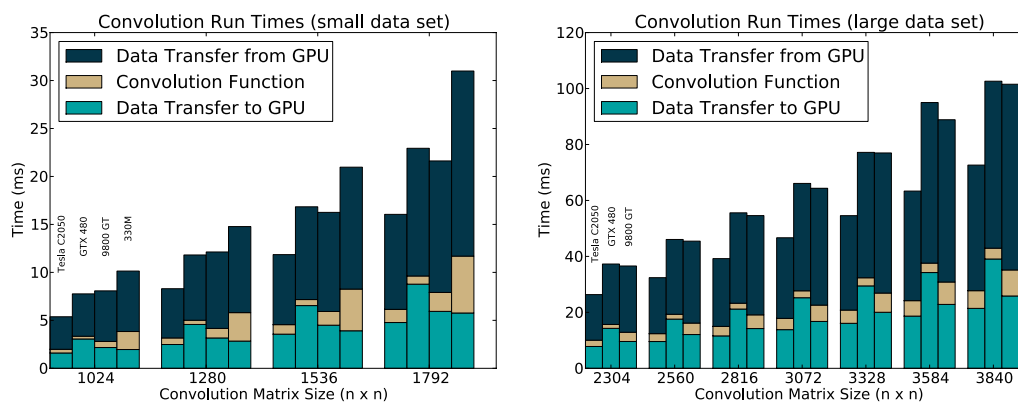 Convolution Run Times (small data set)
35
30
25
20
15
10
5
0
Time (ms)
Data Transfer from GPU
Convolution Function
Data Transfer to GPU
Tesla C2050
GTX 480
9800 GT
330M
1024
1280
1536
1792
Convolution Matrix Size (n x n)
Convolution Run Times (large data set)
120
100
80
60
40
20
0
Time (ms)
Data Transfer from GPU
Convolution Function
Data Transfer to GPU
Tesla C2050
GTX 480
9800 GT
2304
2560
2816
3072
3328
3584
3840
Convolution Matrix Size (n x n)